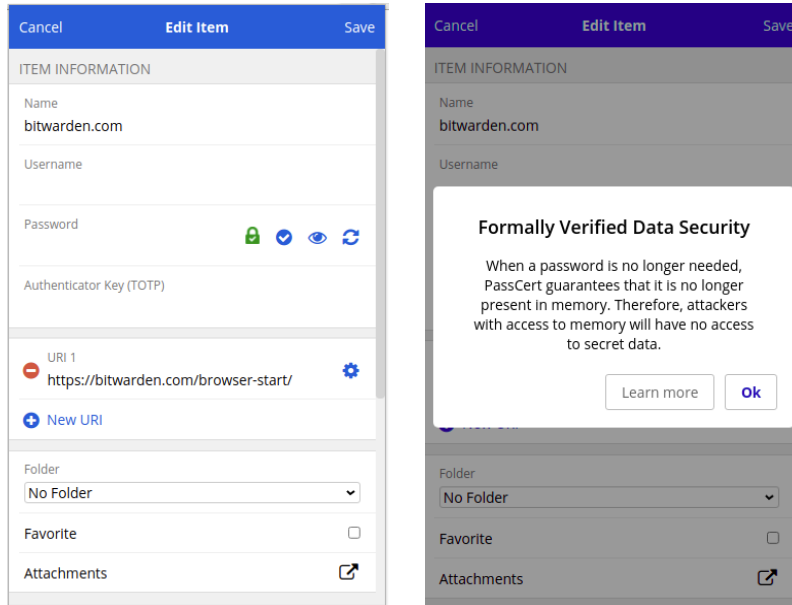 Cancel Edit Item Save
ITEM INFORMATION
Name
bitwarden.com
Username
Password
Authenticator Key (TOTP)
URI 1
https://bitwarden.com/browser-start/
New URI
Folder
No Folder
Favorite
Attachments
Cancel Edit Item Save
ITEM INFORMATION
Name
bitwarden.com
Username
Formally Verified Data Security
When a password is no longer needed,
PassCert guarantees that it is no longer
present in memory. Therefore, attackers
with access to memory will have no access
to secret data.
Learn more Ok
Folder
No Folder
Favorite
Attachments